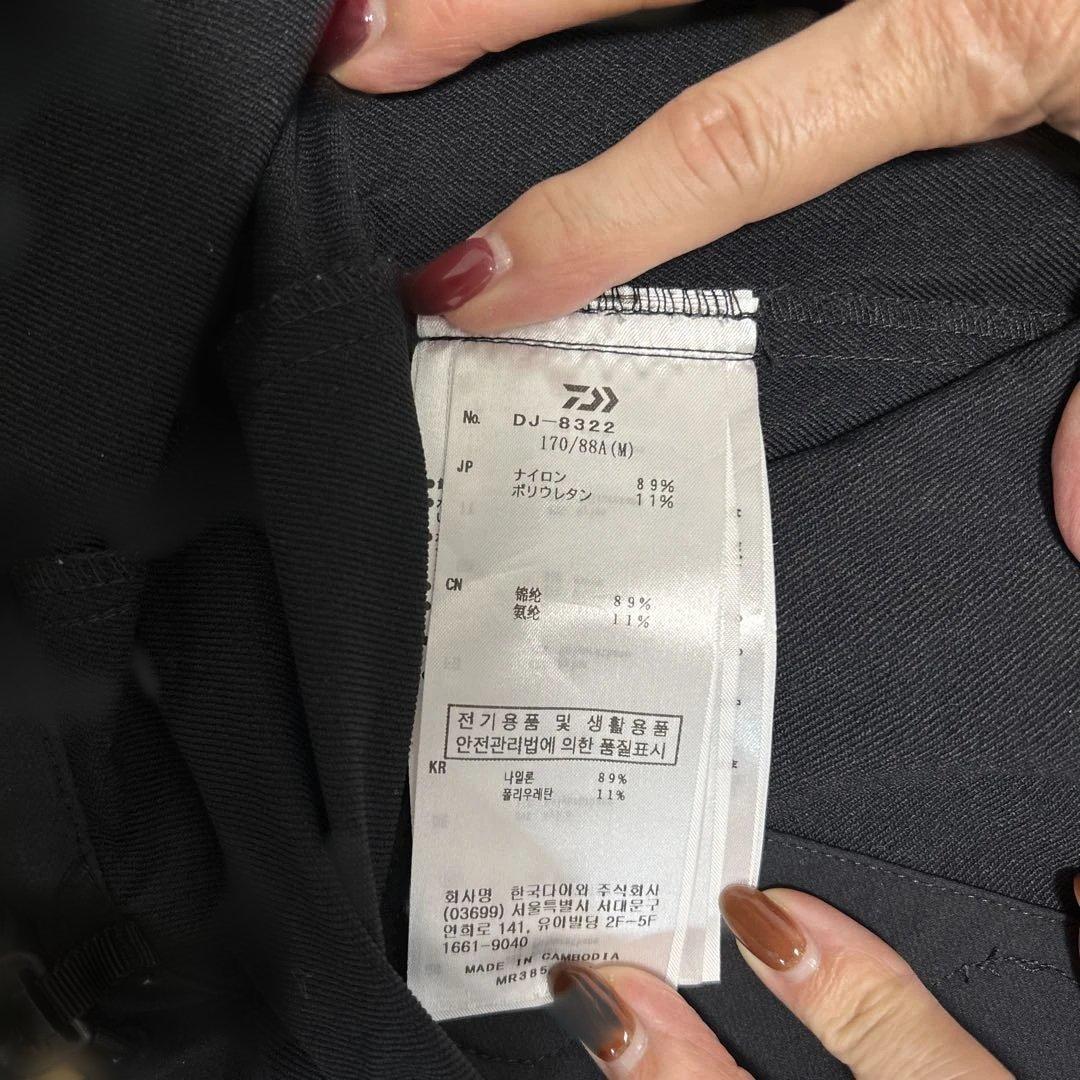 No. DJ-8322
170/88A(M)
JP
ナイロン 89%
ポリウレタン 11%
CN
锦纶 89%
氨纶 11%
전기용품 및 생활용품
안전관리법에 의한 품질표시
KR
나일론 89%
폴리우레탄 11%
회사명 한국다이와 주식회사
(03699) 서울특별시 서대문구
연희로 141, 유이빌딩 2F-5F
1661-9040
MADE IN CAMBODIA